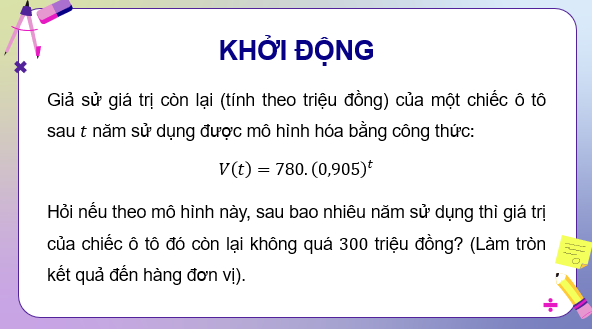 KHỞI ĐỘNG
Giả sử giá trị còn lại (tính theo triệu đồng) của một chiếc ô tô
sau t năm sử dụng được mô hình hóa bằng công thức:
V(t) = 780. (0,905)^t
Hỏi nếu theo mô hình này, sau bao nhiêu năm sử dụng thì giá trị
của chiếc ô tô đó còn lại không quá 300 triệu đồng? (Làm tròn
kết quả đến hàng đơn vị).